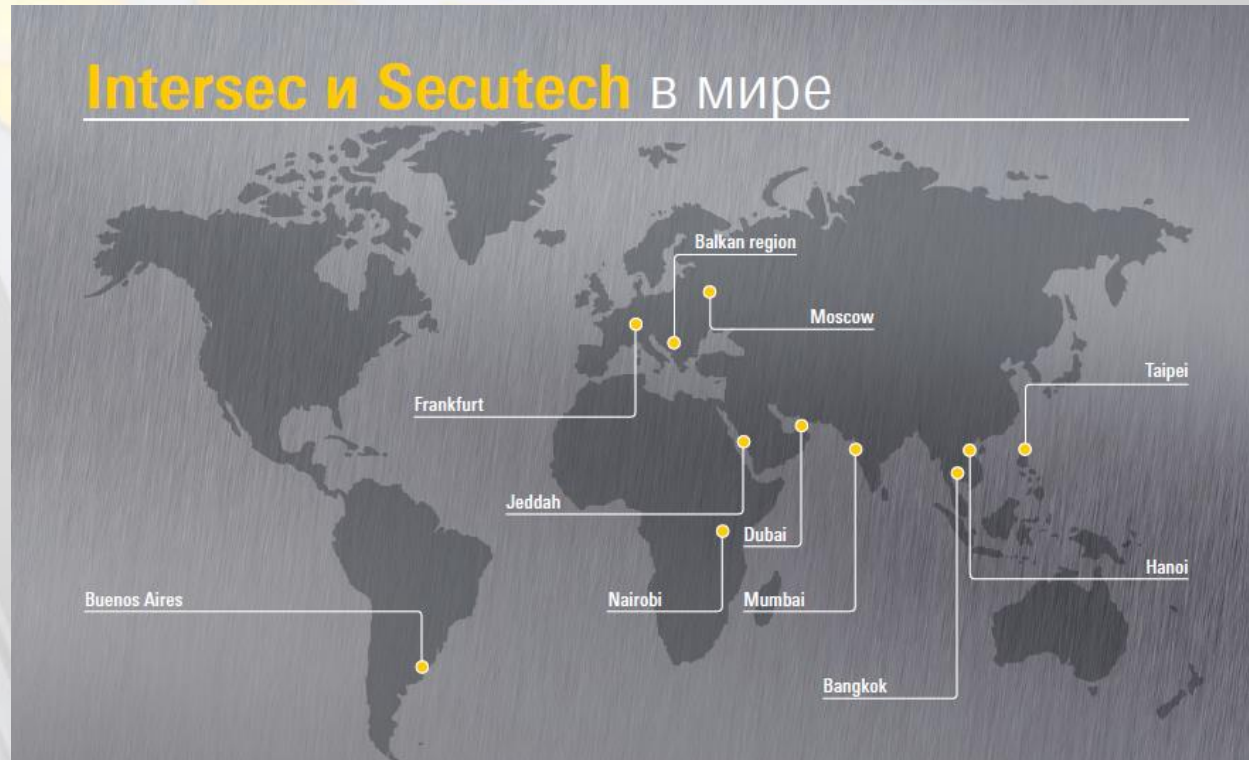 Intersec и Secutech в мире
Balkan region
Moscow
Taipei
Frankfurt
Jeddah
Dubai
Hanoi
Buenos Aires
Nairobi
Mumbai
Bangkok